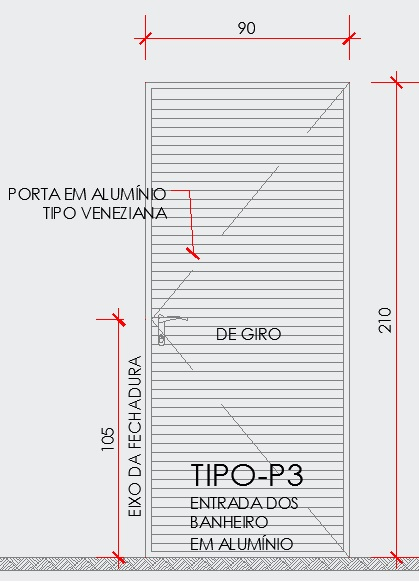 90
PORTA EM ALUMÍNIO
TIPO VENEZIANA
210
DE GIRO
105
EIXO DA FECHADURA
TIPO-P3
ENTRADA DOS
BANHEIRO
EM ALUMÍNIO